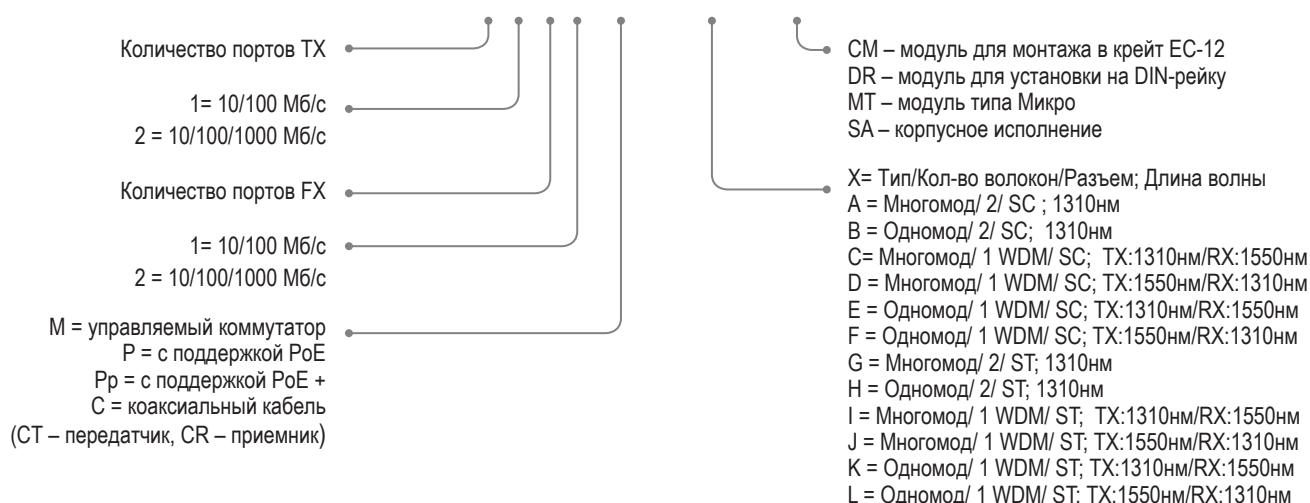 Количество портов TX
1= 10/100 Мб/с
2 = 10/100/1000 Мб/с
Количество портов FX
1= 10/100 Мб/с
2 = 10/100/1000 Мб/с
M = управляемый коммутатор
P = с поддержкой PoE
Pp = с поддержкой PoE +
C = коаксиальный кабель
(CT – передатчик, CR – приемник)
CM – модуль для монтажа в крейт EC-12
DR – модуль для установки на DIN-рейку
MT – модуль типа Микро
SA – корпусное исполнение
X= Тип/Кол-во волокон/Разъем; Длина волны
A = Многомод/ 2/ SC ; 1310нм
B = Одномод/ 2/ SC; 1310нм
C= Многомод/ 1 WDM/ SC; TX:1310нм/RX:1550нм
D = Многомод/ 1 WDM/ SC; TX:1550нм/RX:1310нм
E = Одномод/ 1 WDM/ SC; TX:1310нм/RX:1550нм
F = Одномод/ 1 WDM/ SC; TX:1550нм/RX:1310нм
G = Многомод/ 2/ ST; 1310нм
H = Одномод/ 2/ ST; 1310нм
I = Многомод/ 1 WDM/ ST; TX:1310нм/RX:1550нм
J = Многомод/ 1 WDM/ ST; TX:1550нм/RX:1310нм
K = Одномод/ 1 WDM/ ST; TX:1310нм/RX:1550нм
L = Одномод/ 1 WDM/ ST; TX:1550нм/RX:1310нм